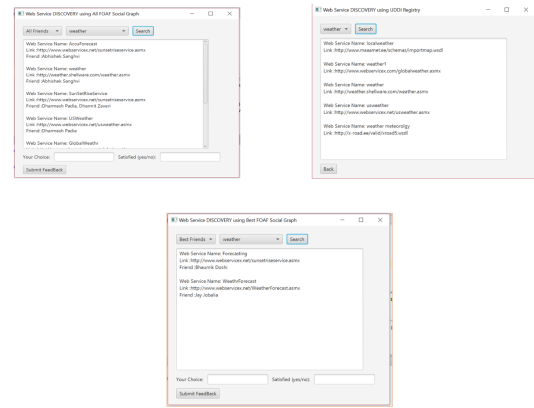 Web Service DISCOVERY using All FOAF Social Graph
All Friends weather Search
Web Service Name: AccuForecast
Link :http://www.webservicex.net/sunsetriseservice.asmx
Friend :Abhishek Sanghvi
Web Service Name: weather
Link :https://weather.shellware.com/weather.asmx
Friend :Abhishek Sanghvi
Web Service Name: SunSetRiseService
Link :http://www.webservicex.net/sunsetriseservice.asmx
Friend :Dharmesh Padia, Dharmit Zaveri
Web Service Name: USWeather
Link :http://www.webservicex.net/usweather.asmx
Friend :Dharmesh Padia
Web Service Name: GlobalWeathr
Your Choice: Satisfied (yes/no):
Submit FeedBack
Web Service DISCOVERY using UDDI Registry
weather Search
Web Service Name: localweather
Link :http://www.maaamet.ee/schemas/importmap.wsdl
Web Service Name: weather1
Link :http://www.webservicex.com/globalweather.asmx
Web Service Name: weather
Link :http://weather.shellware.com/weather.asmx
Web Service Name: usweather
Link :http://www.webservicex.net/usweather.asmx
Web Service Name: weather meteorolgy
Link :http://x-road.ee/valid/xroad5.wsdl
Back
Web Service DISCOVERY using Best FOAF Social Graph
Best Friends weather Search
Web Service Name: Forecasting
Link :http://www.webservicex.net/sunsetriseservice.asmx
Friend :Bhaumik Doshi
Web Service Name: WeathrForecast
Link :http://www.webservicex.net/WeatherForecast.asmx
Friend :Jay Jobalia
Your Choice: Satisfied (yes/no):
Submit FeedBack